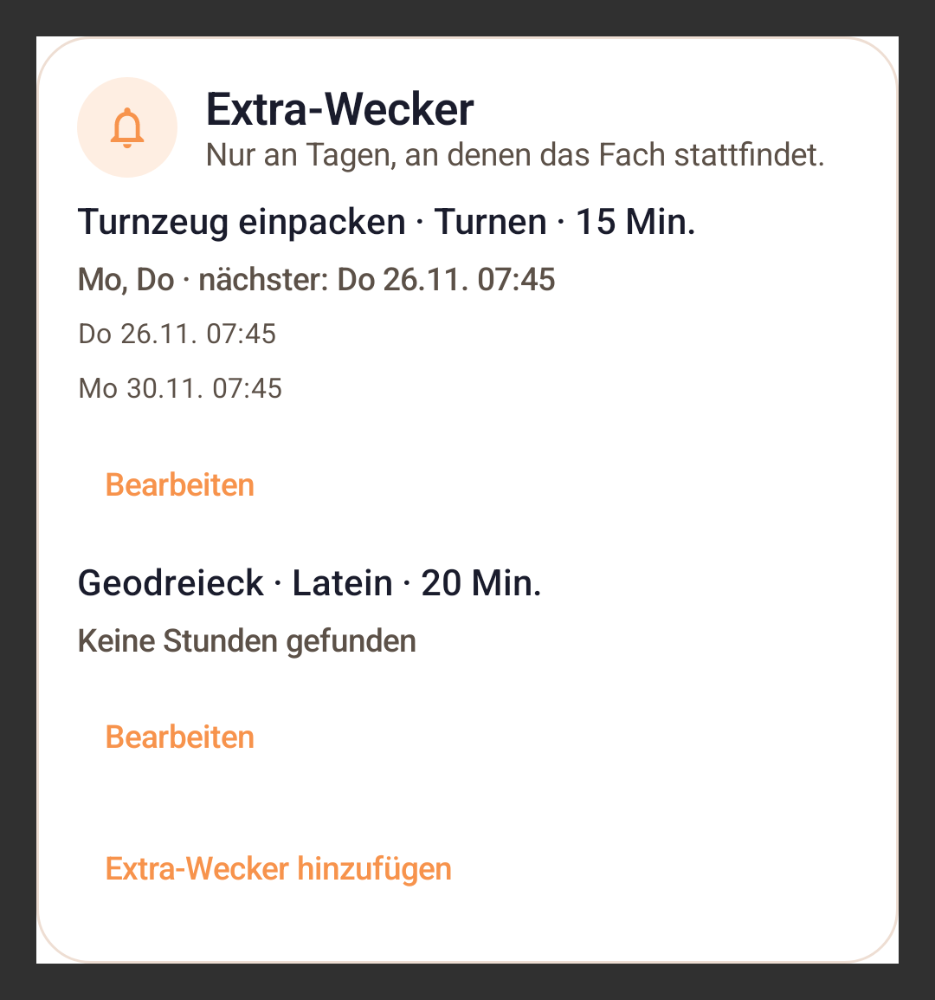 Extra-Wecker
Nur an Tagen, an denen das Fach stattfindet.
Turnzeug einpacken · Turnen · 15 Min.
Mo, Do · nächster: Do 26.11. 07:45
Do 26.11. 07:45
Mo 30.11. 07:45
Bearbeiten
Geodreieck · Latein · 20 Min.
Keine Stunden gefunden
Bearbeiten
Extra-Wecker hinzufügen